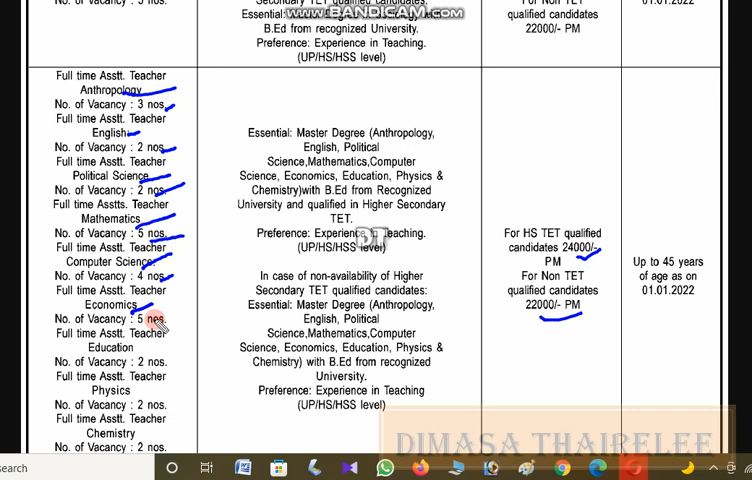 No. of Vacancy : 3 nos.
Full time Asstt. Teacher
Anthropology
No. of Vacancy : 3 nos.
Full time Asstt. Teacher
English
No. of Vacancy : 2 nos.
Full time Asstt. Teacher
Political Science
No. of Vacancy : 2 nos.
Full time Asstts. Teacher
Mathematics
No. of Vacancy : 5 nos.
Full time Asstt. Teacher
Computer Science
No. of Vacancy : 4 nos.
Full time Asstt. Teacher
Economics
No. of Vacancy : 5 nos.
Full time Asstt. Teacher
Education
No. of Vacancy : 2 nos.
Full time Asstt. Teacher
Physics
No. of Vacancy : 2 nos.
Full time Asstt. Teacher
Chemistry
No. of Vacancy : 2 nos.
Secondary TET qualified candidates:
Essential: Master Degree
B.Ed from recognized University.
Preference: Experience in Teaching.
(UP/HS/HSS level)
Essential: Master Degree (Anthropology,
English, Political
Science,Mathematics,Computer
Science, Economics, Education, Physics &
Chemistry)with B.Ed from Recognized
University and qualified in Higher Secondary
TET.
Preference: Experience in Teaching.
(UP/HS/HSS level)
In case of non-availability of Higher
Secondary TET qualified candidates:
Essential: Master Degree (Anthropology,
English, Political
Science,Mathematics,Computer
Science, Economics, Education, Physics &
Chemistry) with B.Ed from recognized
University.
Preference: Experience in Teaching
(UP/HS/HSS level)
For Non TET
qualified candidates
22000/- PM
For HS TET qualified
candidates 24000/-
PM
For Non TET
qualified candidates
22000/- PM
01.01.2022
Up to 45 years
of age as on
01.01.2022
www.BANDICAM.com
DT
DIMASA THAIRELEE
search